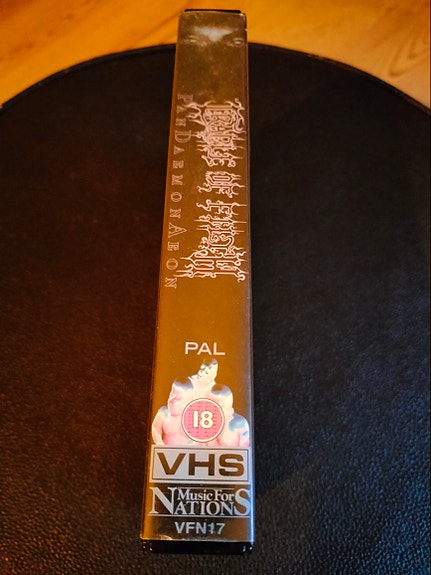 CRADLE OF FILTH
PANDAEMONAEON
PAL
18
VHS
Music For
NATIONS
VFN17